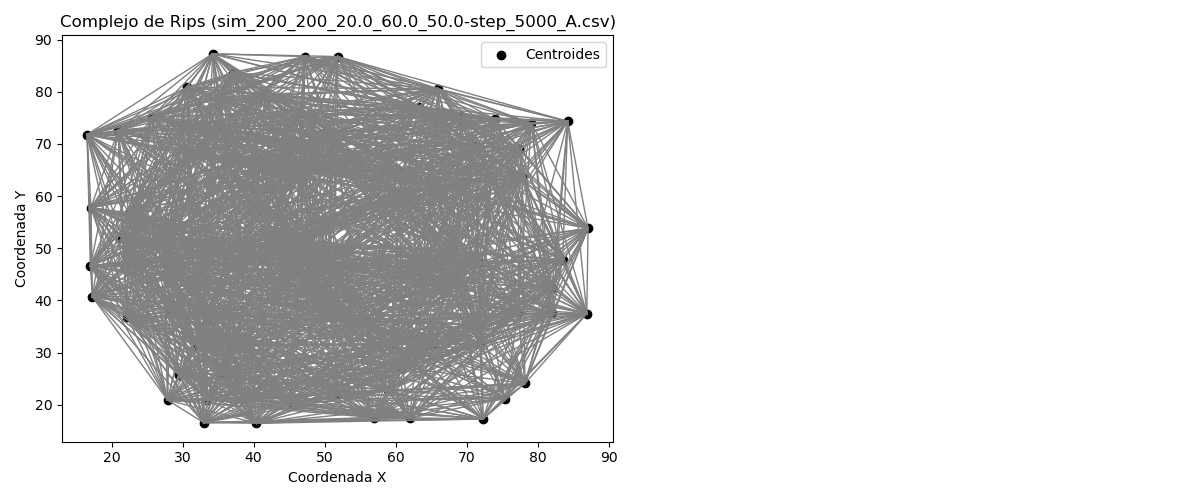 Complejo de Rips (sim_200_200_20.0_60.0_50.0-step_5000_A.csv)
Centroides
90
80
70
60
50
40
30
20
Coordenada Y
20 30 40 50 60 70 80 90
Coordenada X